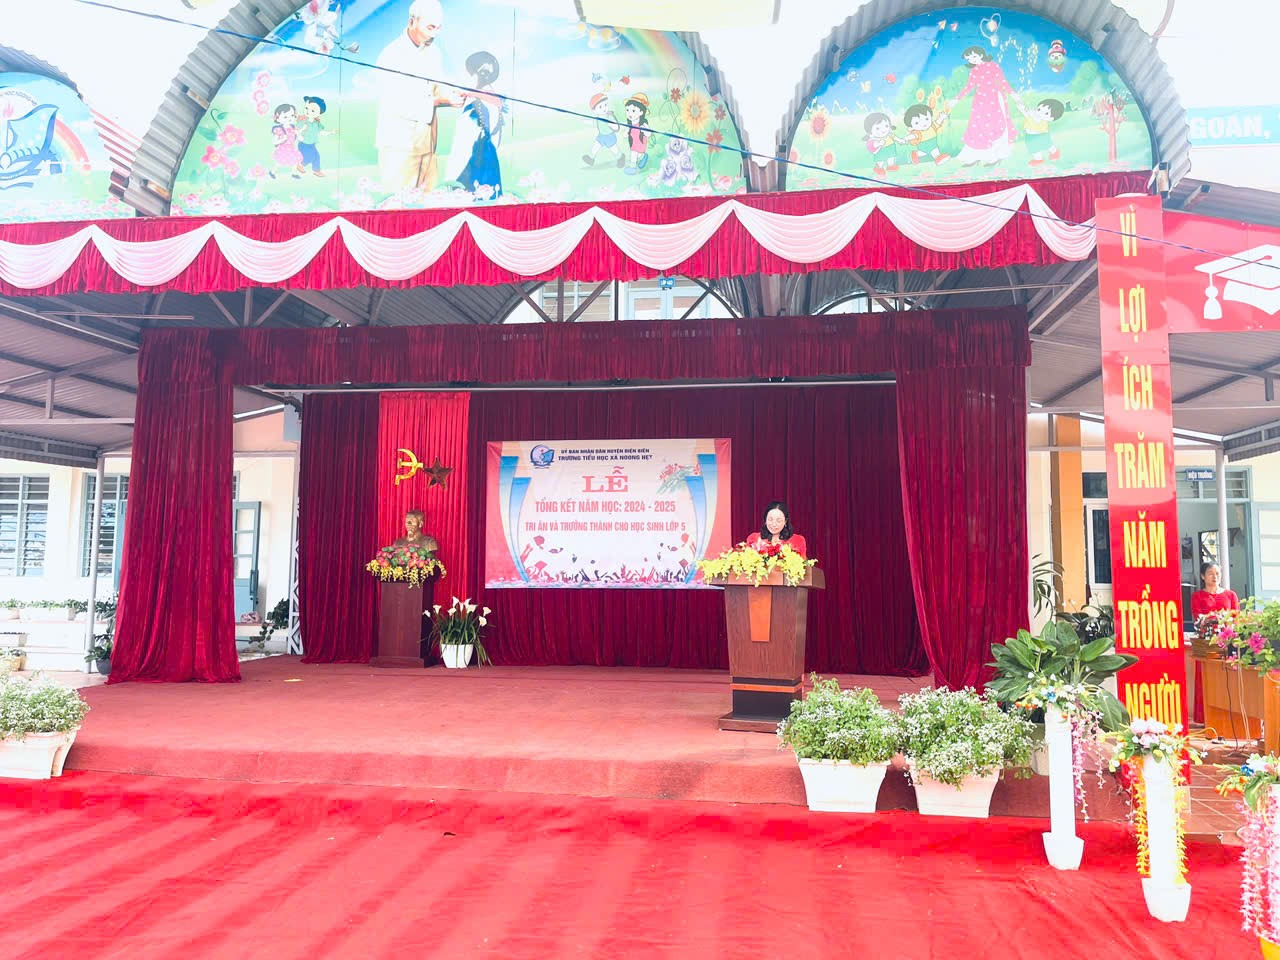 ỦY BAN NHÂN DÂN HUYỆN ĐIỆN BIÊN
TRƯỜNG TIỂU HỌC XÃ NOONG HẸT
LỄ
TỔNG KẾT NĂM HỌC: 2024 - 2025
TRI ÂN VÀ TRƯỞNG THÀNH CHO HỌC SINH LỚP 5
VÌ
LỢI
ÍCH
TRĂM
NĂM
TRỒNG
NGƯỜI
GOAN,